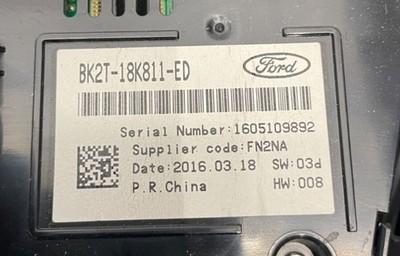 BK2T-18K811-ED
Ford
Serial Number:1605109892
Supplier code:FN2NA
Date:2016.03.18 SW:03d
P.R.China HW:008